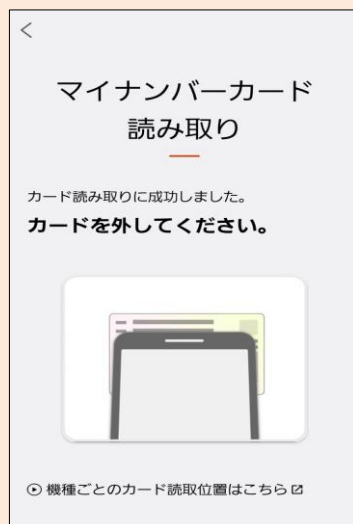 マイナンバーカード
読み取り
カード読み取りに成功しました。
カードを外してください。
機種ごとのカード読取位置はこちら